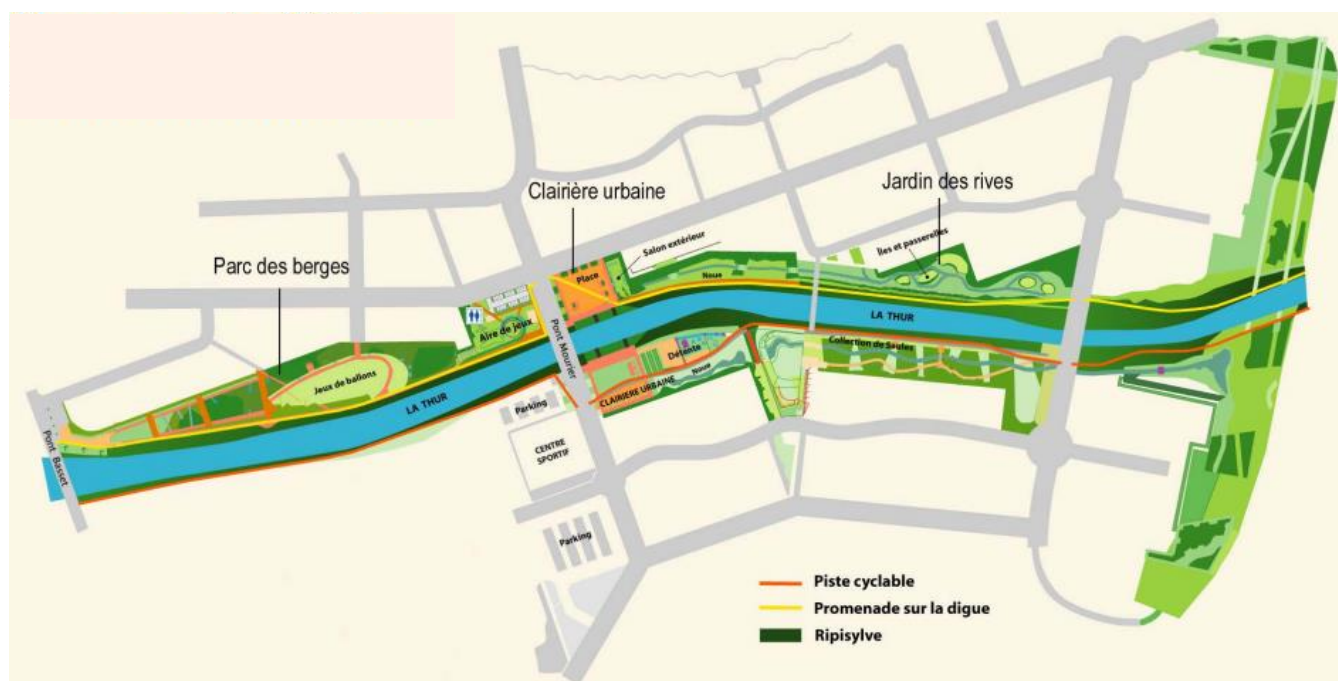 Clairière urbaine
Jardin des rives
Parc des berges
Salon extérieur
Îles et passerelles
Place
Noue
Aire de jeux
Pont Mourier
LA THUR
Jeux de ballons
Collection de Saules
Détente
Noue
CLAIRIERE URBAINE
LA THUR
Pont Basset
Parking
CENTRE
SPORTIF
Parking
Piste cyclable
Promenade sur la digue
Ripisylve